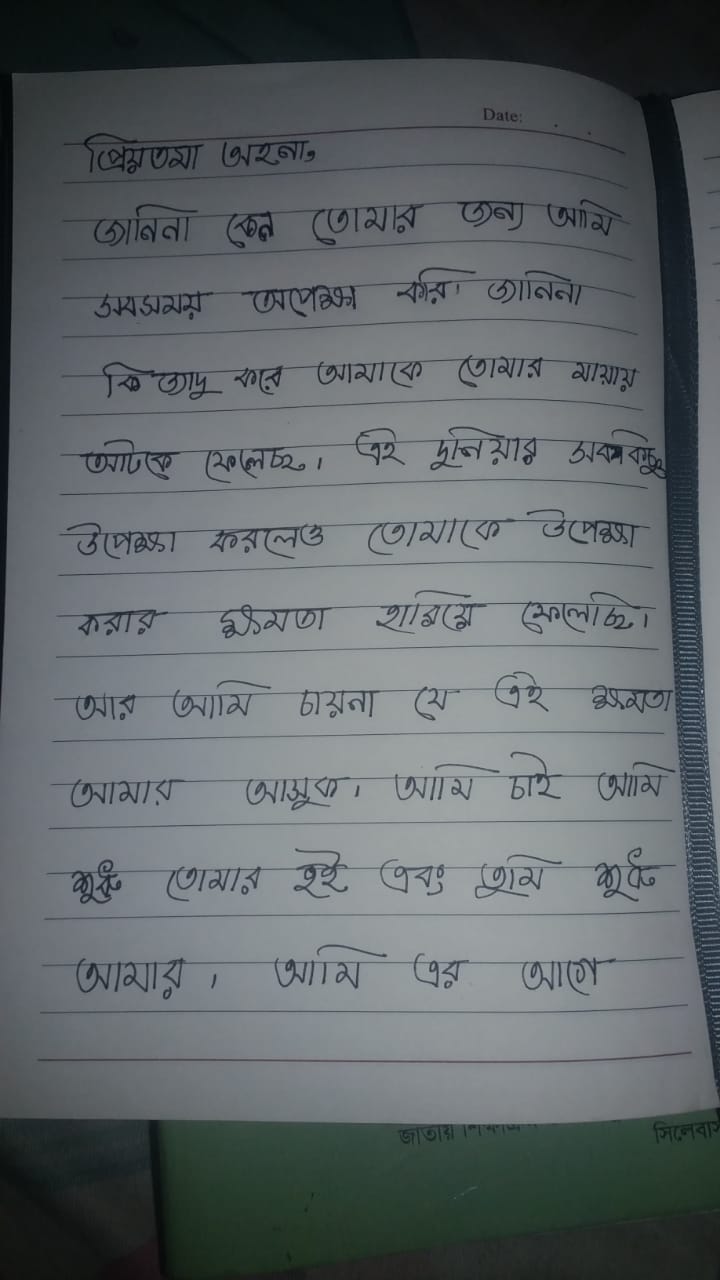 Date:
প্রিয়তমা অহনা,
জানিনা কেন তোমার জন্য আমি
সবসময় অপেক্ষা করি। জানিনা
কি জাদু করে আমাকে তোমার মায়ায়
আটকে ফেলেছ। এই দুনিয়ার সবকিছু
উপেক্ষা করলেও তোমাকে উপেক্ষা
করার ক্ষমতা হারিয়ে ফেলেছি।
আর আমি চায়না যে এই ক্ষমতা
আমার আসুক। আমি চাই আমি
শুধু তোমার হই এবং তুমি শুধু
আমার। আমি এর আগে
জাতীয়